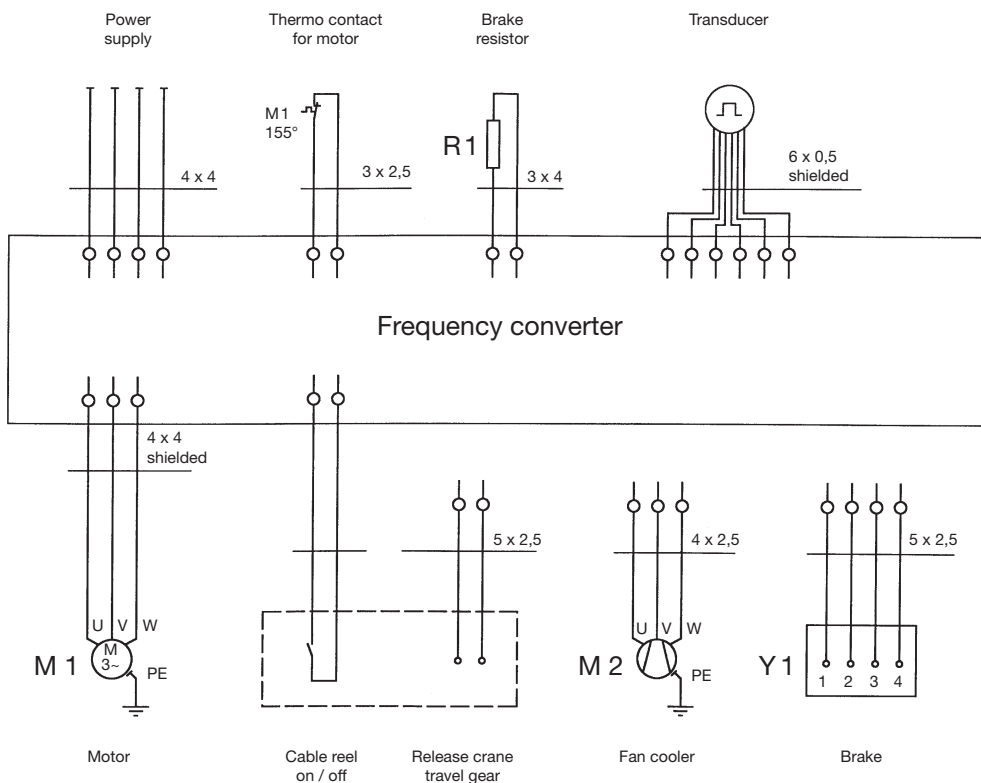 Power
supply
Thermo contact
for motor
Brake
resistor
Transducer
M1
155°
R1
4 x 4
3 x 2,5
3 x 4
6 x 0,5
shielded
Frequency converter
4 x 4
shielded
5 x 2,5
4 x 2,5
5 x 2,5
U V W
M
3~
M 1
PE
U V W
M 2
PE
Y 1
1 2 3 4
Motor
Cable reel
on / off
Release crane
travel gear
Fan cooler
Brake